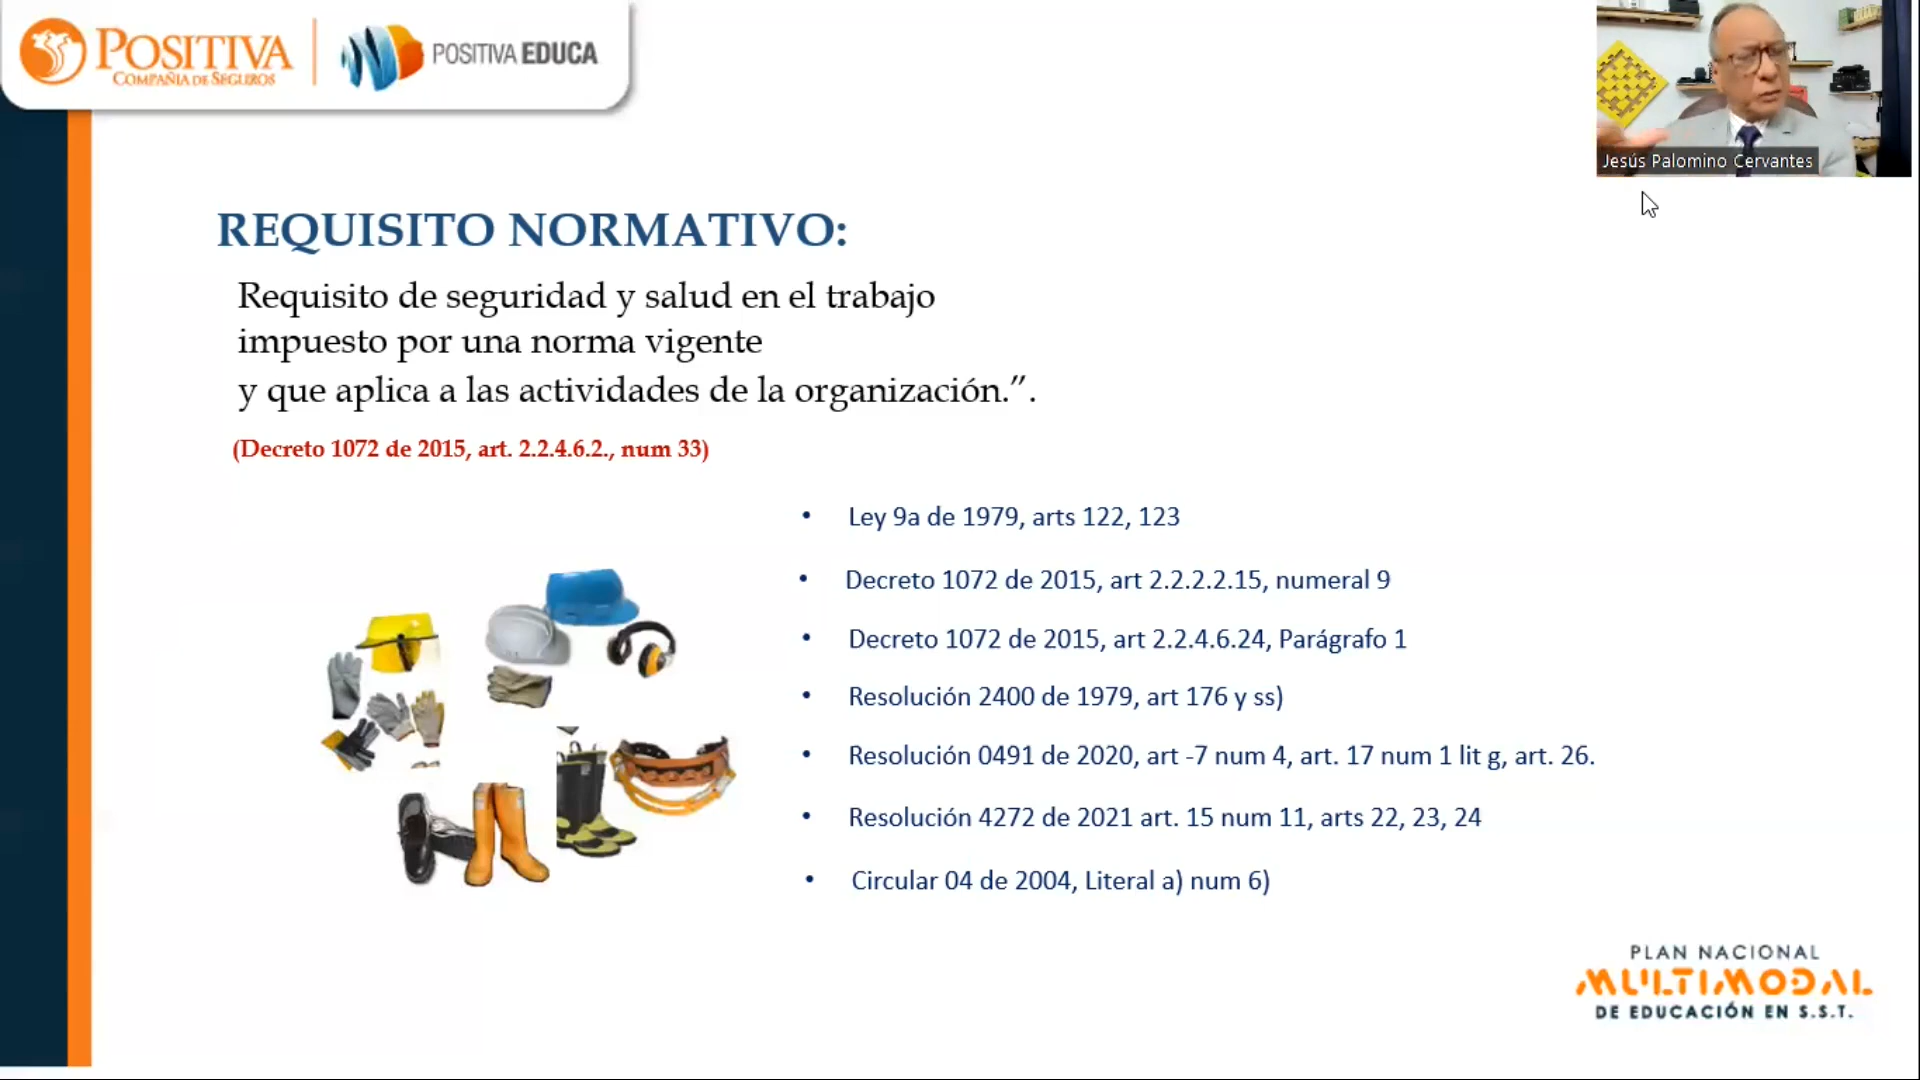 POSITIVA
COMPAÑIA DE SEGUROS
POSITIVA EDUCA
Jesús Palomino Cervantes
REQUISITO NORMATIVO:
Requisito de seguridad y salud en el trabajo
impuesto por una norma vigente
y que aplica a las actividades de la organización.”.
(Decreto 1072 de 2015, art. 2.2.4.6.2., num 33)
• Ley 9a de 1979, arts 122, 123
• Decreto 1072 de 2015, art 2.2.2.2.15, numeral 9
• Decreto 1072 de 2015, art 2.2.4.6.24, Parágrafo 1
• Resolución 2400 de 1979, art 176 y ss)
• Resolución 0491 de 2020, art -7 num 4, art. 17 num 1 lit g, art. 26.
• Resolución 4272 de 2021 art. 15 num 11, arts 22, 23, 24
• Circular 04 de 2004, Literal a) num 6)
PLAN NACIONAL
MULTIMODAL
DE EDUCACIÓN EN S.S.T.